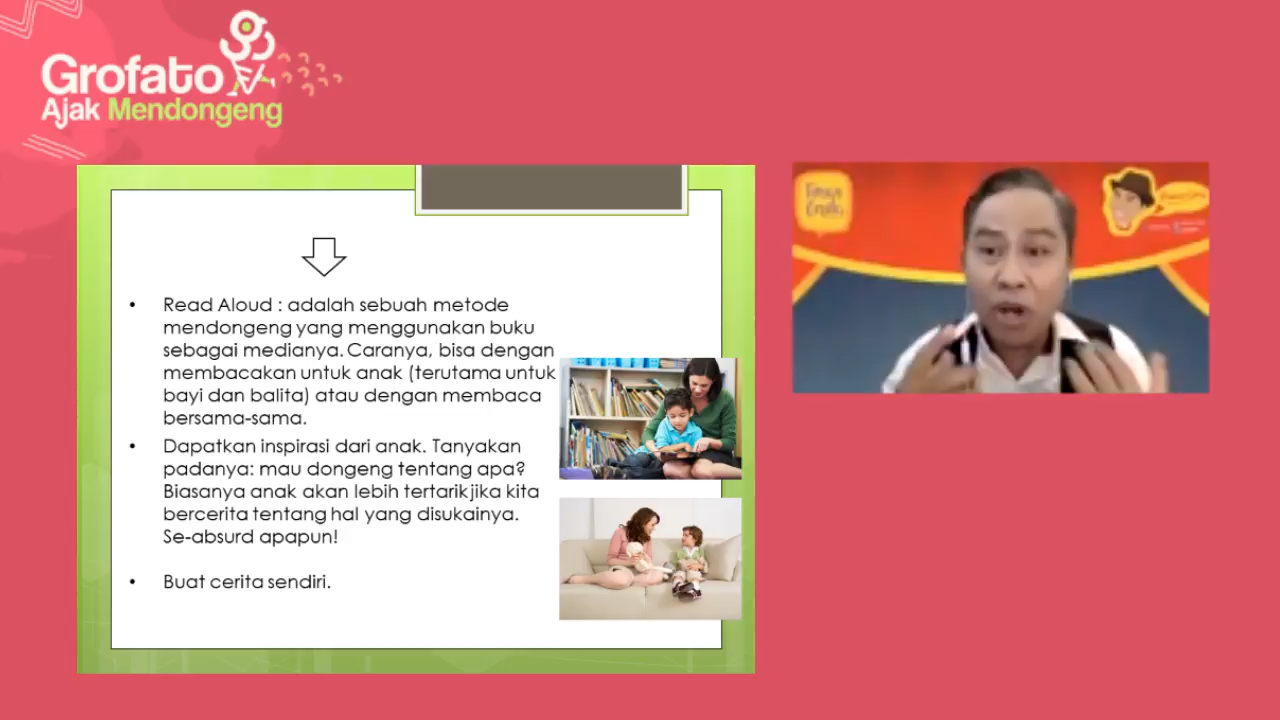 Grofato
Ajak Mendongeng
• Read Aloud : adalah sebuah metode
mendongeng yang menggunakan buku
sebagai medianya. Caranya, bisa dengan
membacakan untuk anak (terutama untuk
bayi dan balita) atau dengan membaca
bersama-sama.
• Dapatkan inspirasi dari anak. Tanyakan
padanya: mau dongeng tentang apa?
Biasanya anak akan lebih tertarik jika kita
bercerita tentang hal yang disukainya.
Se-absurd apapun!
• Buat cerita sendiri.